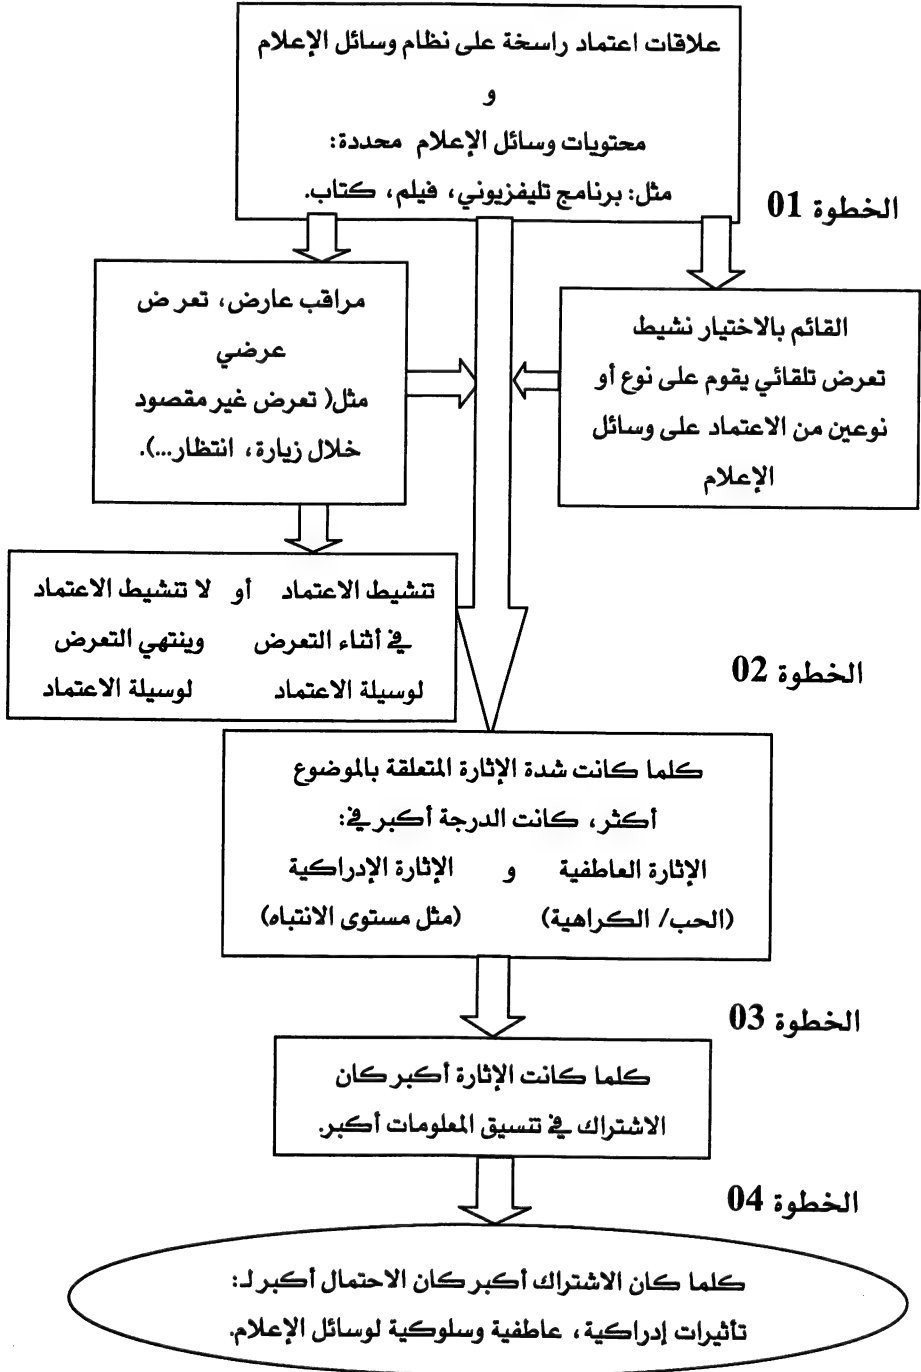 علاقات اعتماد راسخة على نظام وسائل الإعلام
و
محتويات وسائل الإعلام محددة:
مثل: برنامج تليفزيوني، فيلم، كتاب.
الخطوة 01
القائم بالاختيار نشيط
تعرض تلقائي يقوم على نوع أو
نوعين من الاعتماد على وسائل
الإعلام
مراقب عارض، تعرض
عرضي
مثل( تعرض غير مقصود
خلال زيارة، انتظار...).
تنشيط الاعتماد أو لا تنشيط الاعتماد
في أثناء التعرض وينتهي التعرض
لوسيلة الاعتماد لوسيلة الاعتماد
الخطوة 02
كلما كانت شدة الإثارة المتعلقة بالموضوع
أكثر، كانت الدرجة أكبر في:
الإثارة العاطفية و الإثارة الإدراكية
(الحب/ الكراهية) (مثل مستوى الانتباه)
الخطوة 03
كلما كانت الإثارة أكبر كان
الاشتراك في تنسيق المعلومات أكبر.
الخطوة 04
كلما كان الاشتراك أكبر كان الاحتمال أكبر لـ:
تأثيرات إدراكية، عاطفية وسلوكية لوسائل الإعلام.